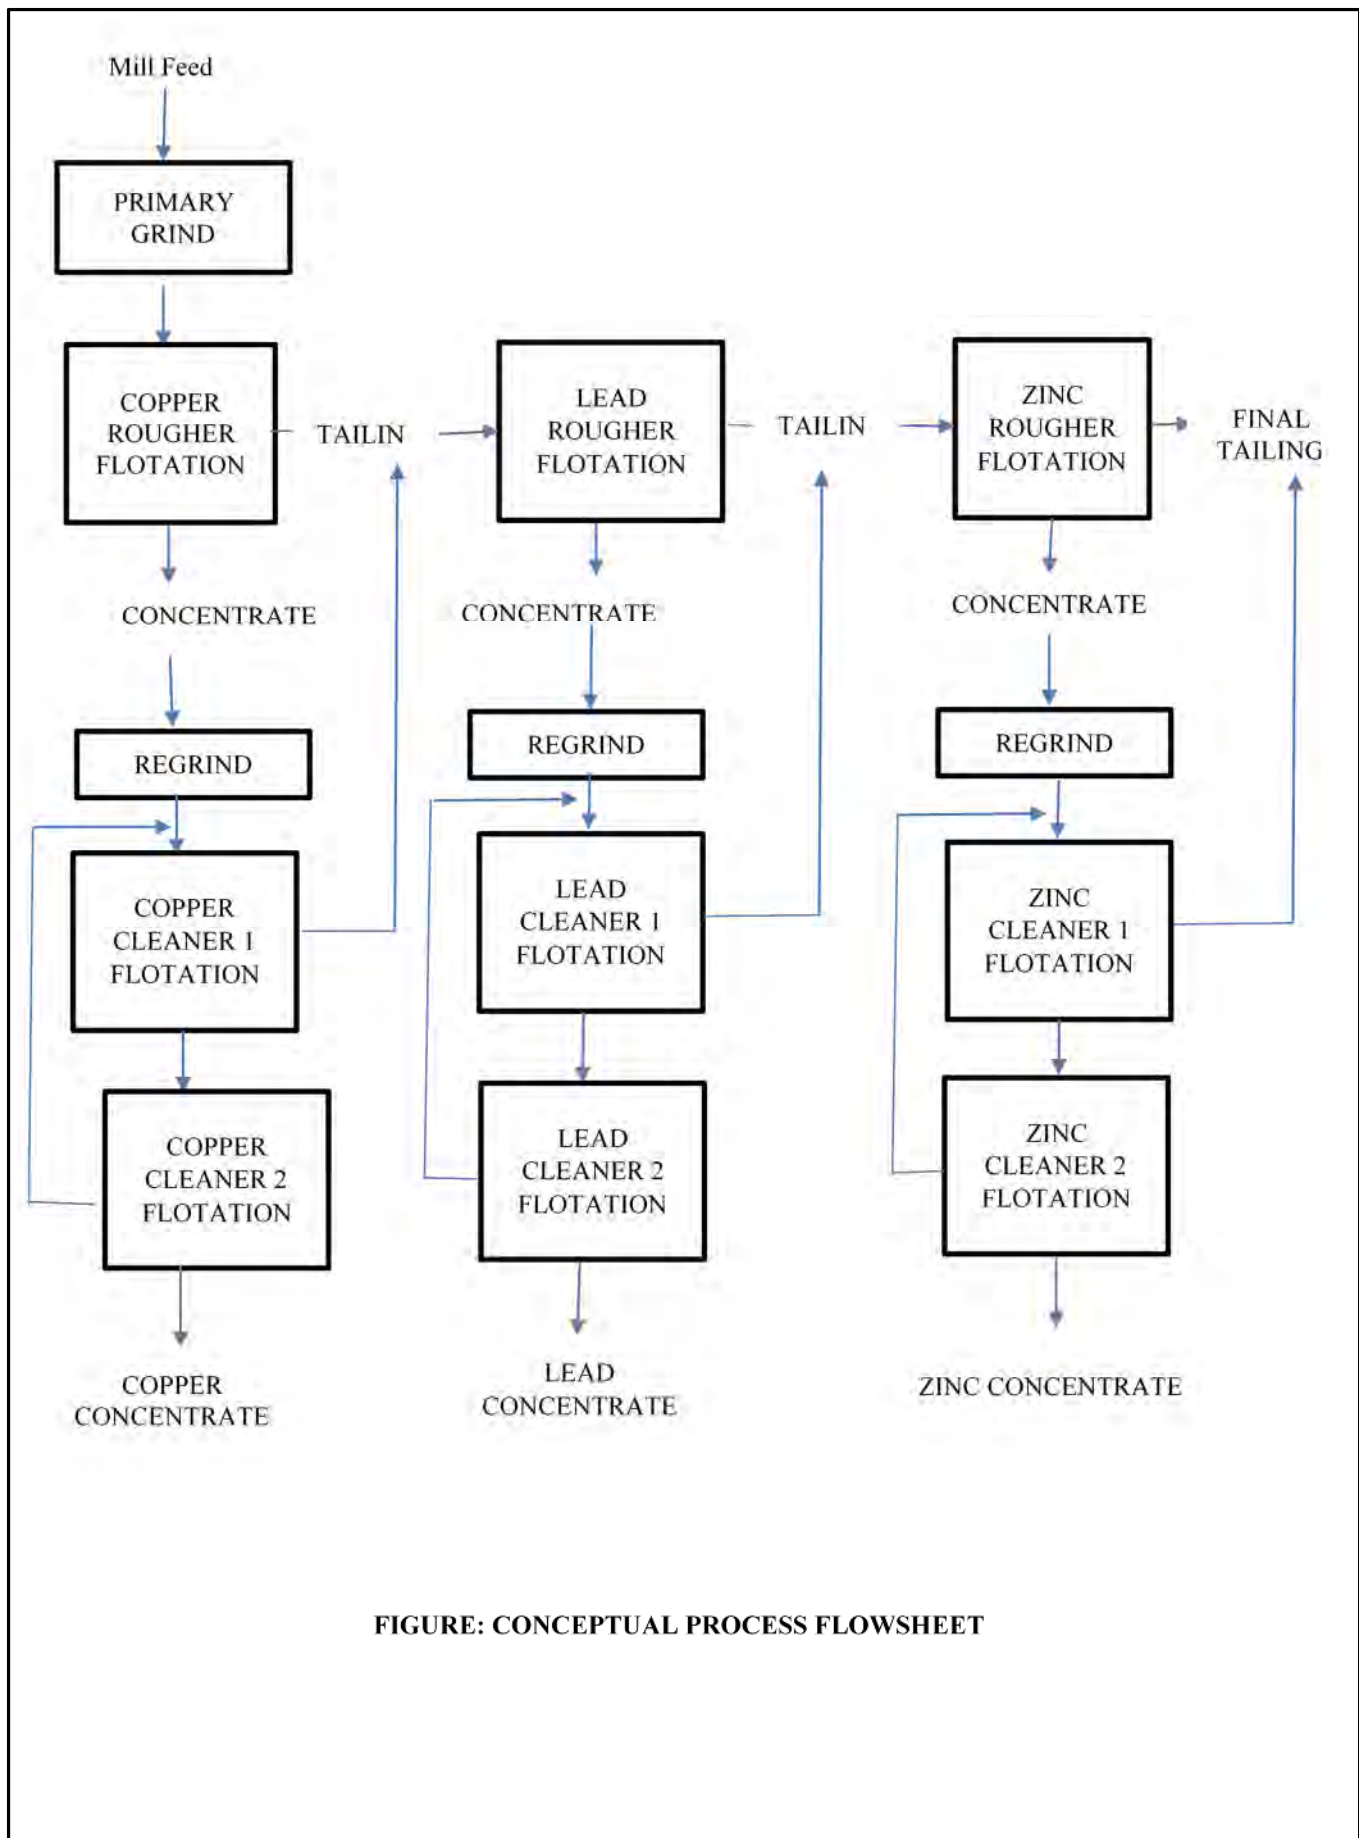 Mill Feed
PRIMARY
GRIND
COPPER
ROUGHER
FLOTATION
TAILIN
LEAD
ROUGHER
FLOTATION
TAILIN
ZINC
ROUGHER
FLOTATION
FINAL
TAILING
CONCENTRATE
CONCENTRATE
CONCENTRATE
REGRIND
REGRIND
REGRIND
COPPER
CLEANER 1
FLOTATION
LEAD
CLEANER 1
FLOTATION
ZINC
CLEANER 1
FLOTATION
COPPER
CLEANER 2
FLOTATION
LEAD
CLEANER 2
FLOTATION
ZINC
CLEANER 2
FLOTATION
COPPER
CONCENTRATE
LEAD
CONCENTRATE
ZINC CONCENTRATE
FIGURE: CONCEPTUAL PROCESS FLOWSHEET